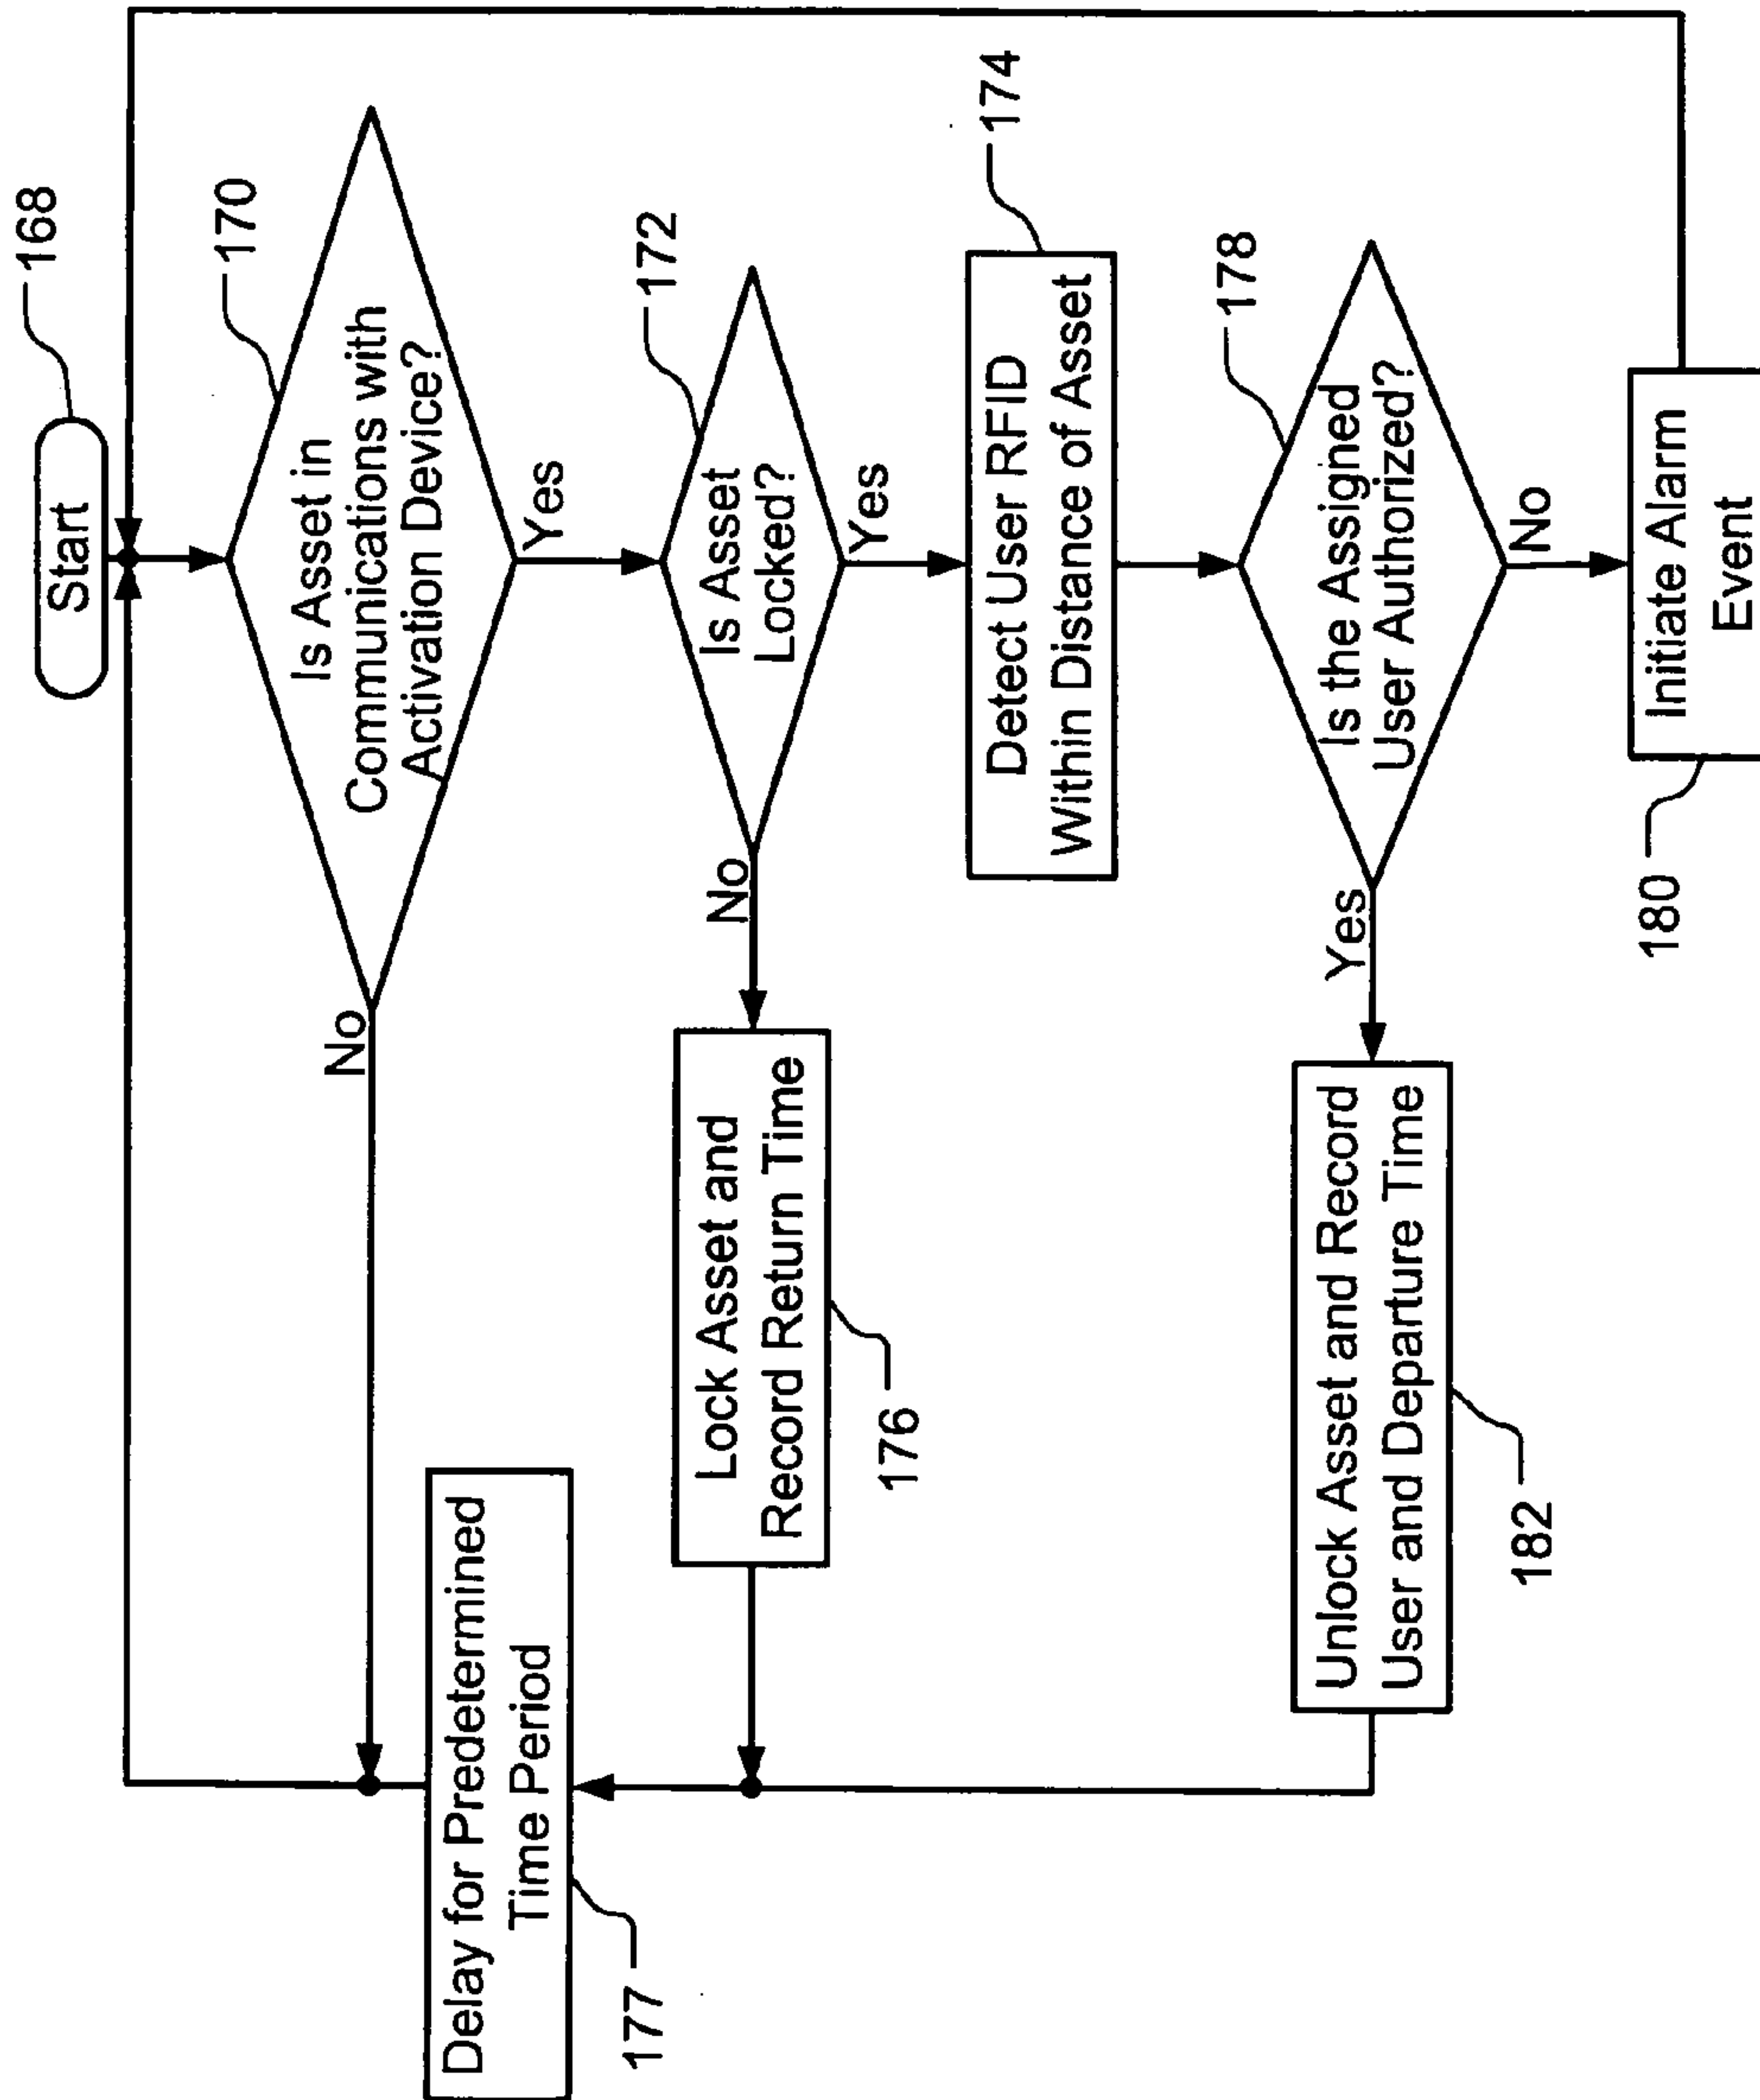 Start
168
Is Asset in
Communications with
Activation Device?
170
No
Yes
Delay for Predetermined
Time Period
177
Is Asset
Locked?
172
No
Yes
Lock Asset and
Record Return Time
176
Detect User RFID
Within Distance of Asset
174
Is the Assigned
User Authorized?
178
Yes
No
Unlock Asset and Record
User and Departure Time
182
Initiate Alarm
Event
180